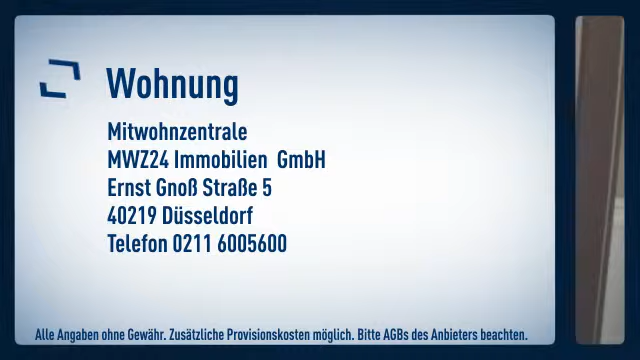 Wohnung
Mitwohnzentrale
MWZ24 Immobilien GmbH
Ernst Gnoß Straße 5
40219 Düsseldorf
Telefon 0211 6005600
Alle Angaben ohne Gewähr. Zusätzliche Provisionskosten möglich. Bitte AGBs des Anbieters beachten.